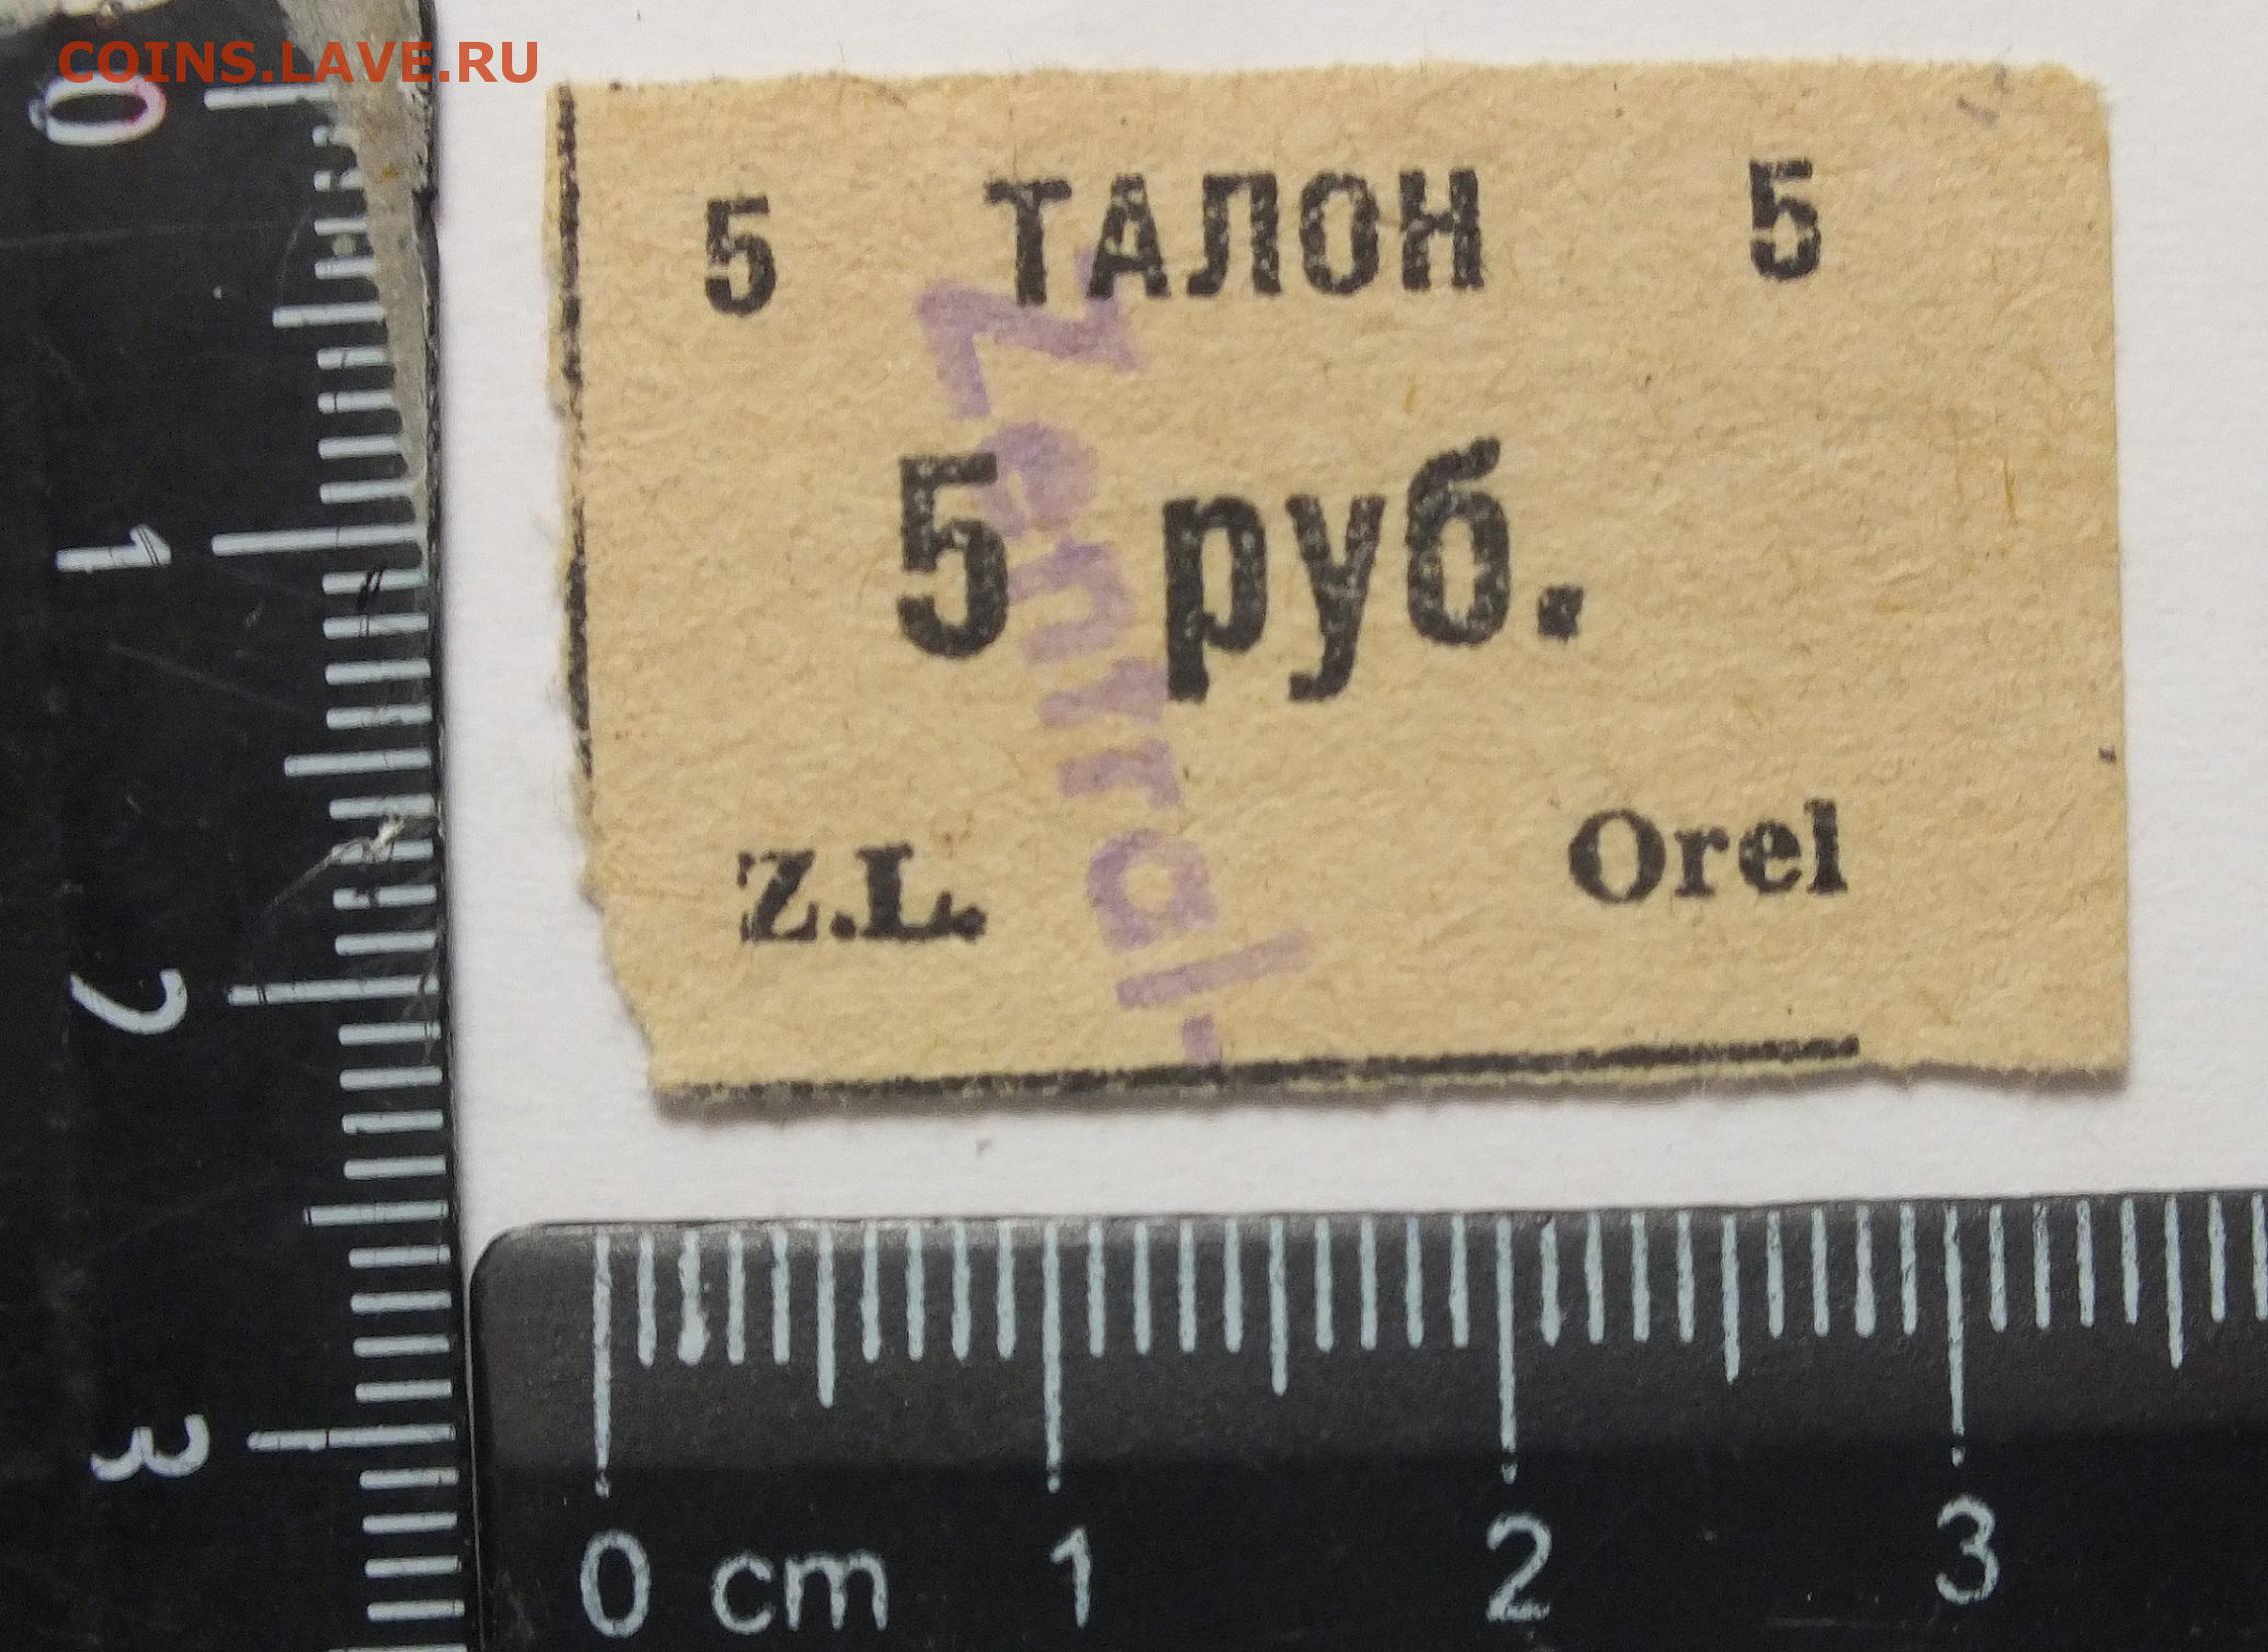 COINS.LAVE.RU
5 ТАЛОН 5
5 руб.
Z.L. Orel
Zentral-
0
1
2
3
0 cm 1 2 3